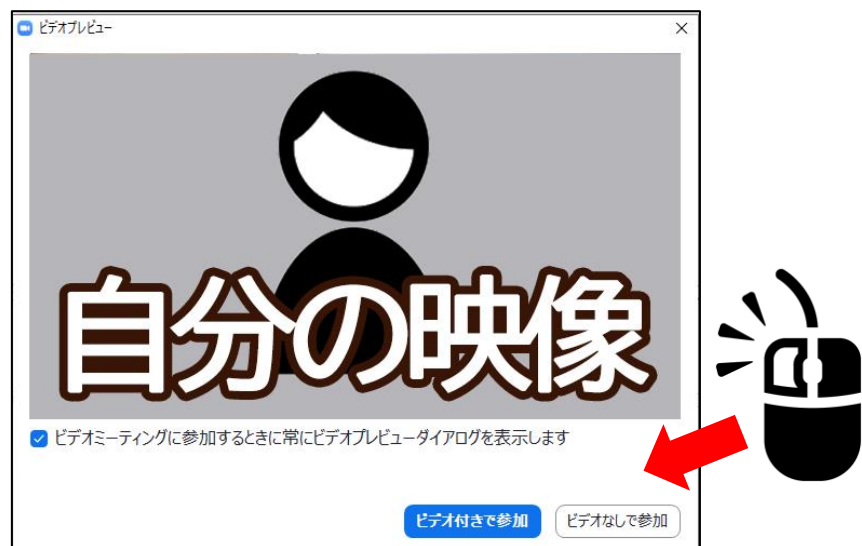 ビデオプレビュー
自分の映像
ビデオミーティングに参加するときに常にビデオプレビューダイアログを表示します
ビデオ付きで参加 ビデオなしで参加